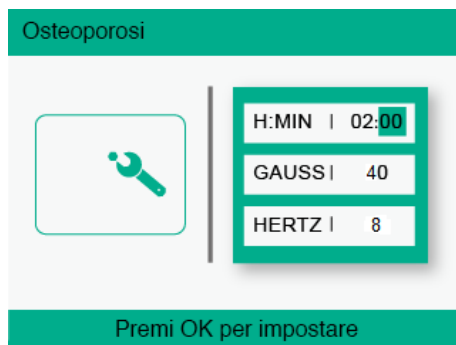 Osteoporosi
H:MIN | 02:00
GAUSS | 40
HERTZ | 8
Premi OK per impostare